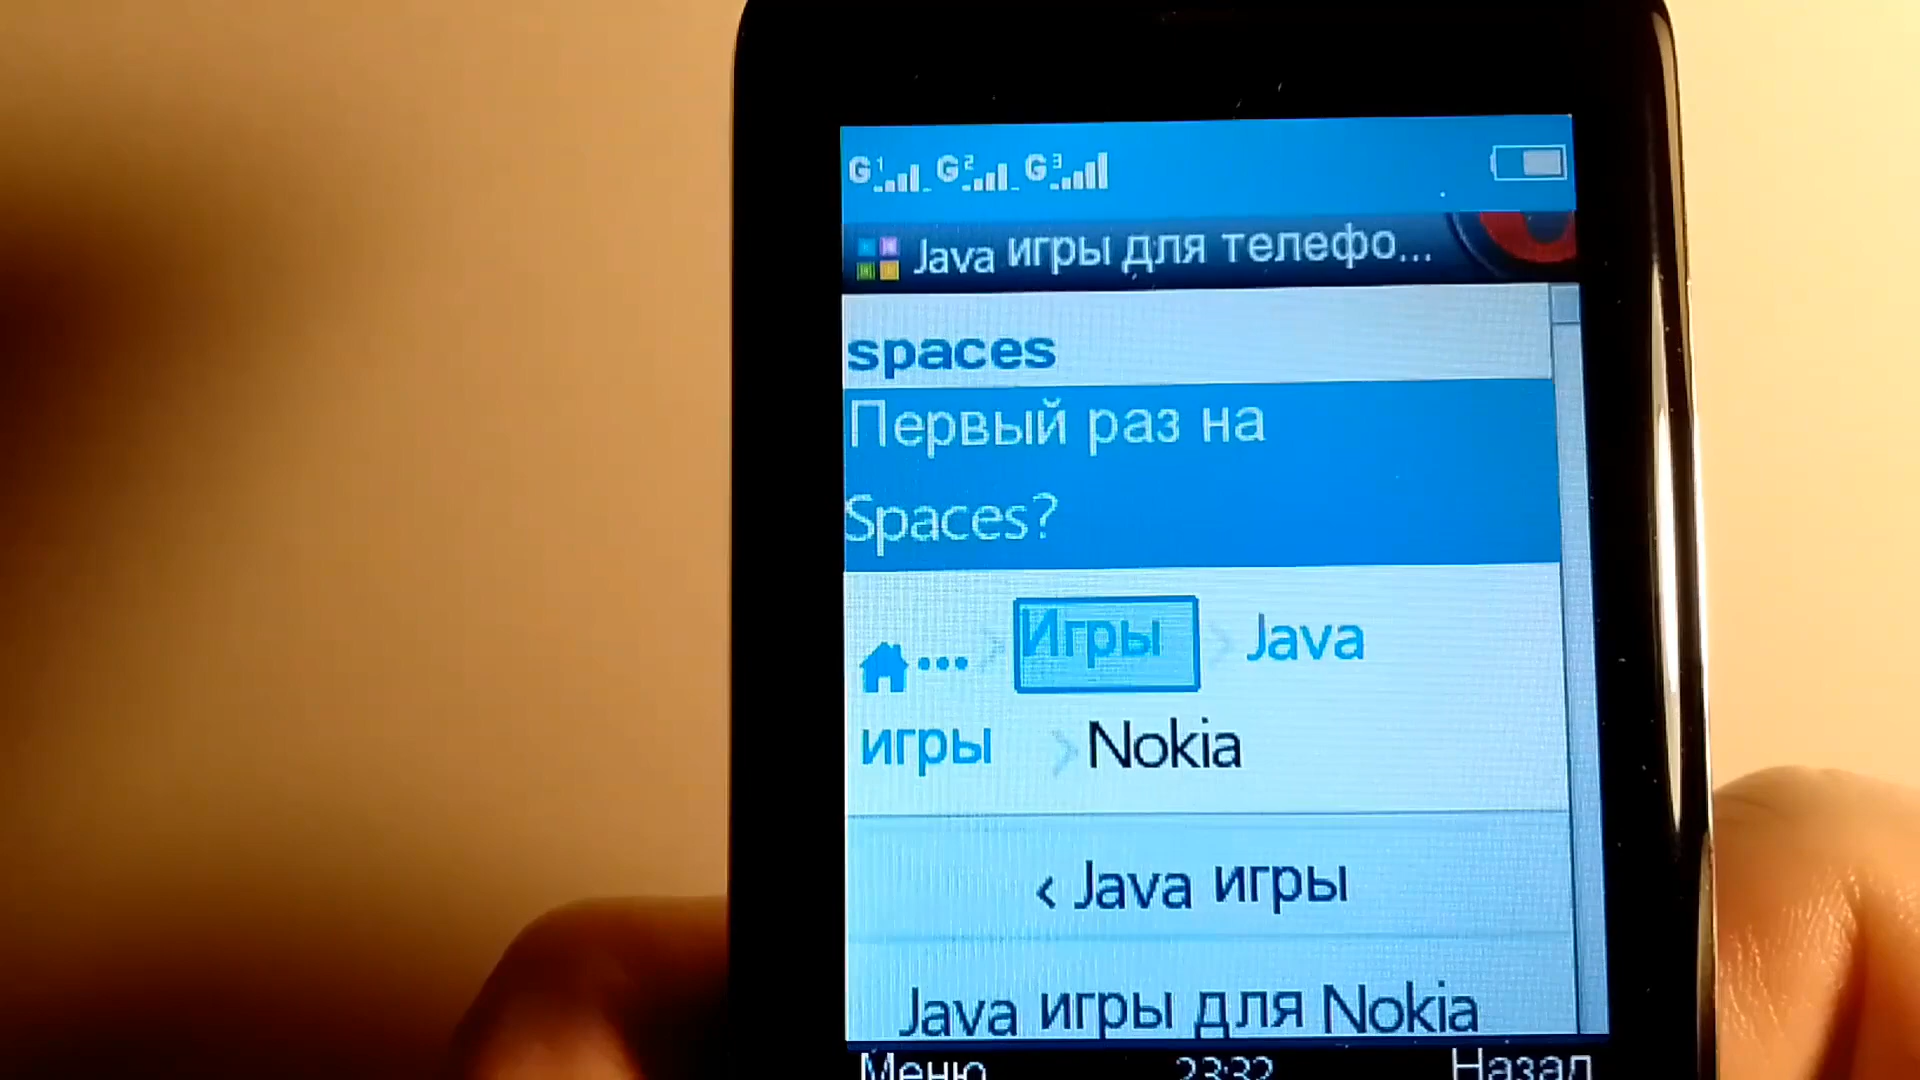 G1 G2 G3
Java игры для телефо...
spaces
Первый раз на
Spaces?
... Игры Java
игры Nokia
‹ Java игры
Java игры для Nokia
Меню 23:32 Назад